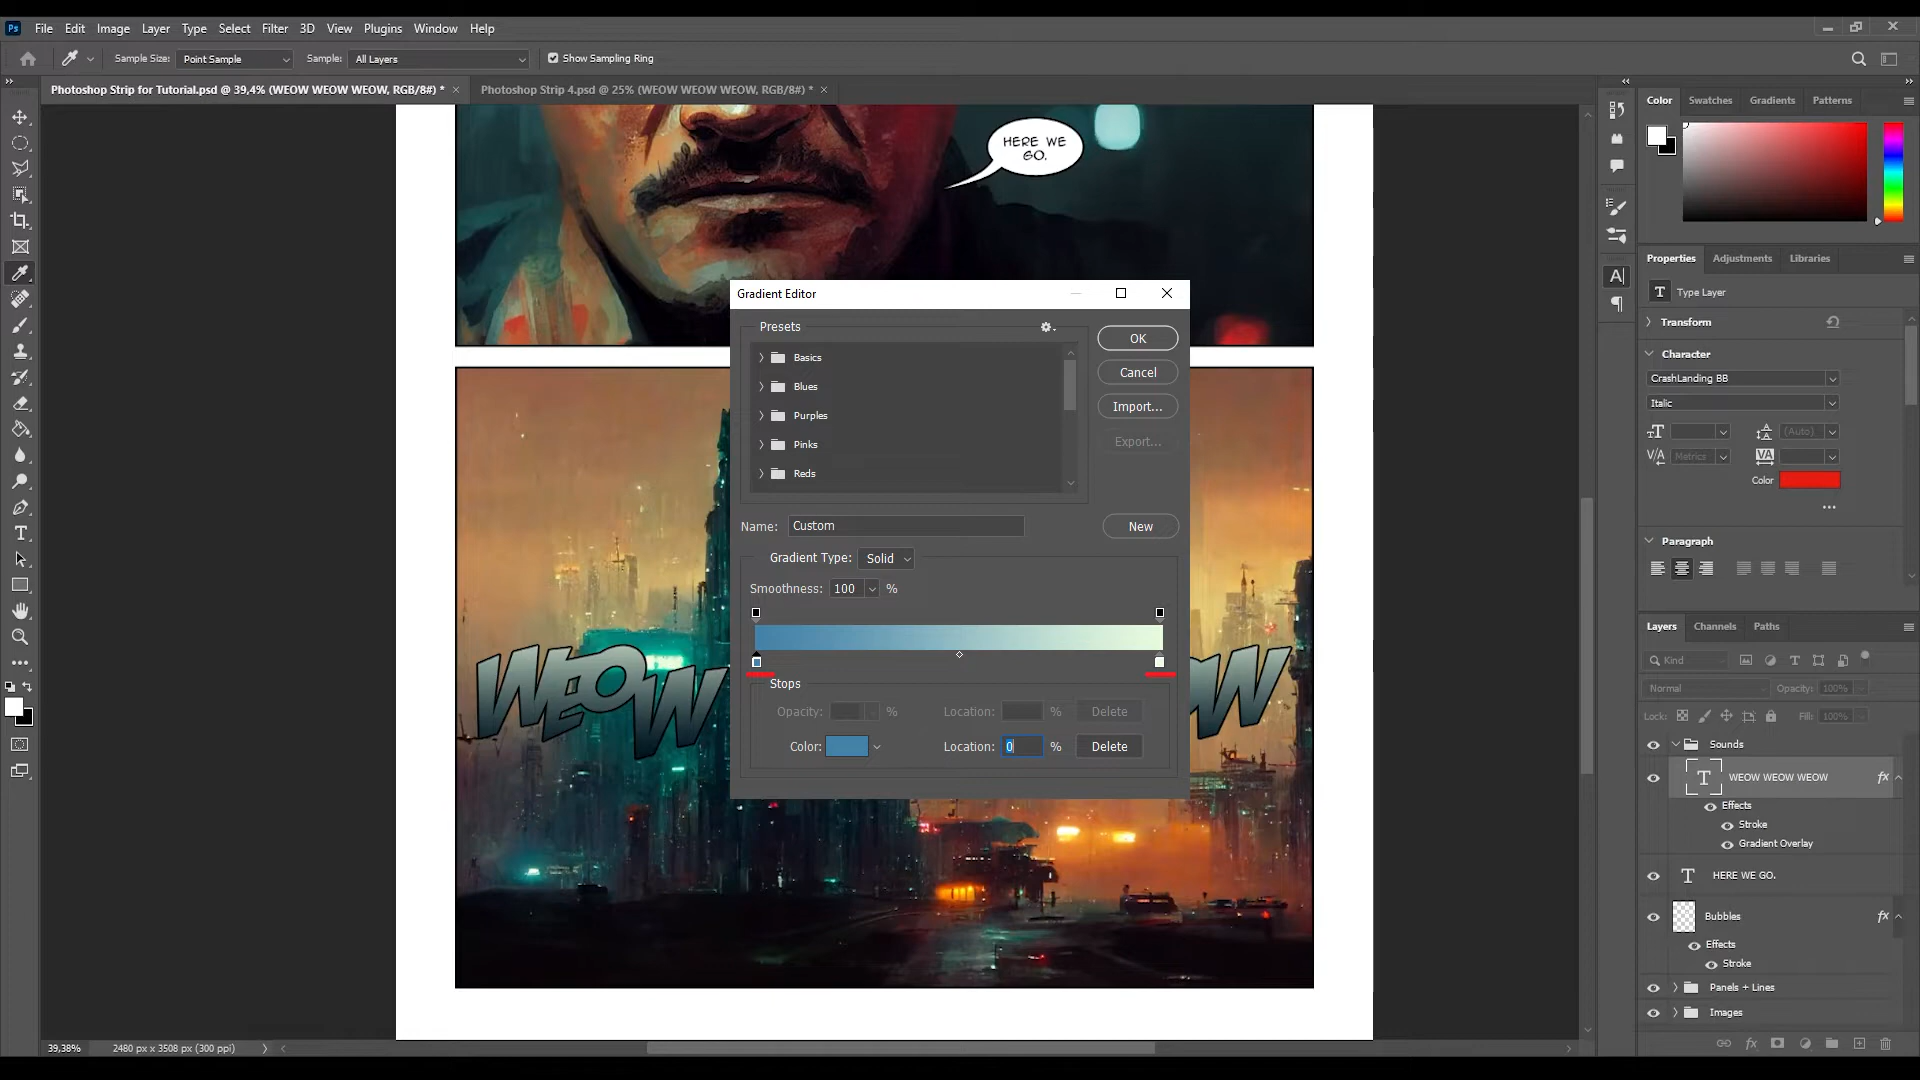 Ps File Edit Image Layer Type Select Filter 3D View Plugins Window Help
Sample Size: Point Sample Sample: All Layers Show Sampling Ring
Photoshop Strip for Tutorial.psd @ 39,4% (WEOW WEOW WEOW, RGB/8#) * × Photoshop Strip 4.psd @ 25% (WEOW WEOW WEOW, RGB/8#) * ×
HERE WE
GO.
WEOW
Gradient Editor
Presets
Basics
Blues
Purples
Pinks
Reds
OK
Cancel
Import...
Export...
Name: Custom New
Gradient Type: Solid
Smoothness: 100 %
Stops
Opacity: % Location: % Delete
Color: Location: 0 % Delete
39,38% 2480 px x 3508 px (300 ppi)
Color Swatches Gradients Patterns
Properties Adjustments Libraries
T Type Layer
Transform
Character
CrashLanding BB
Italic
(Auto)
Metrics
Color
Paragraph
Layers Channels Paths
Kind
Normal Opacity: 100%
Lock: Fill: 100%
Sounds
T WEOW WEOW WEOW fx
Effects
Stroke
Gradient Overlay
T HERE WE GO.
Bubbles fx
Effects
Stroke
Panels + Lines
Images